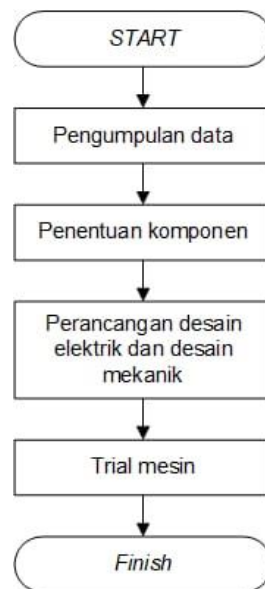 START
Pengumpulan data
Penentuan komponen
Perancangan desain
elektrik dan desain
mekanik
Trial mesin
Finish